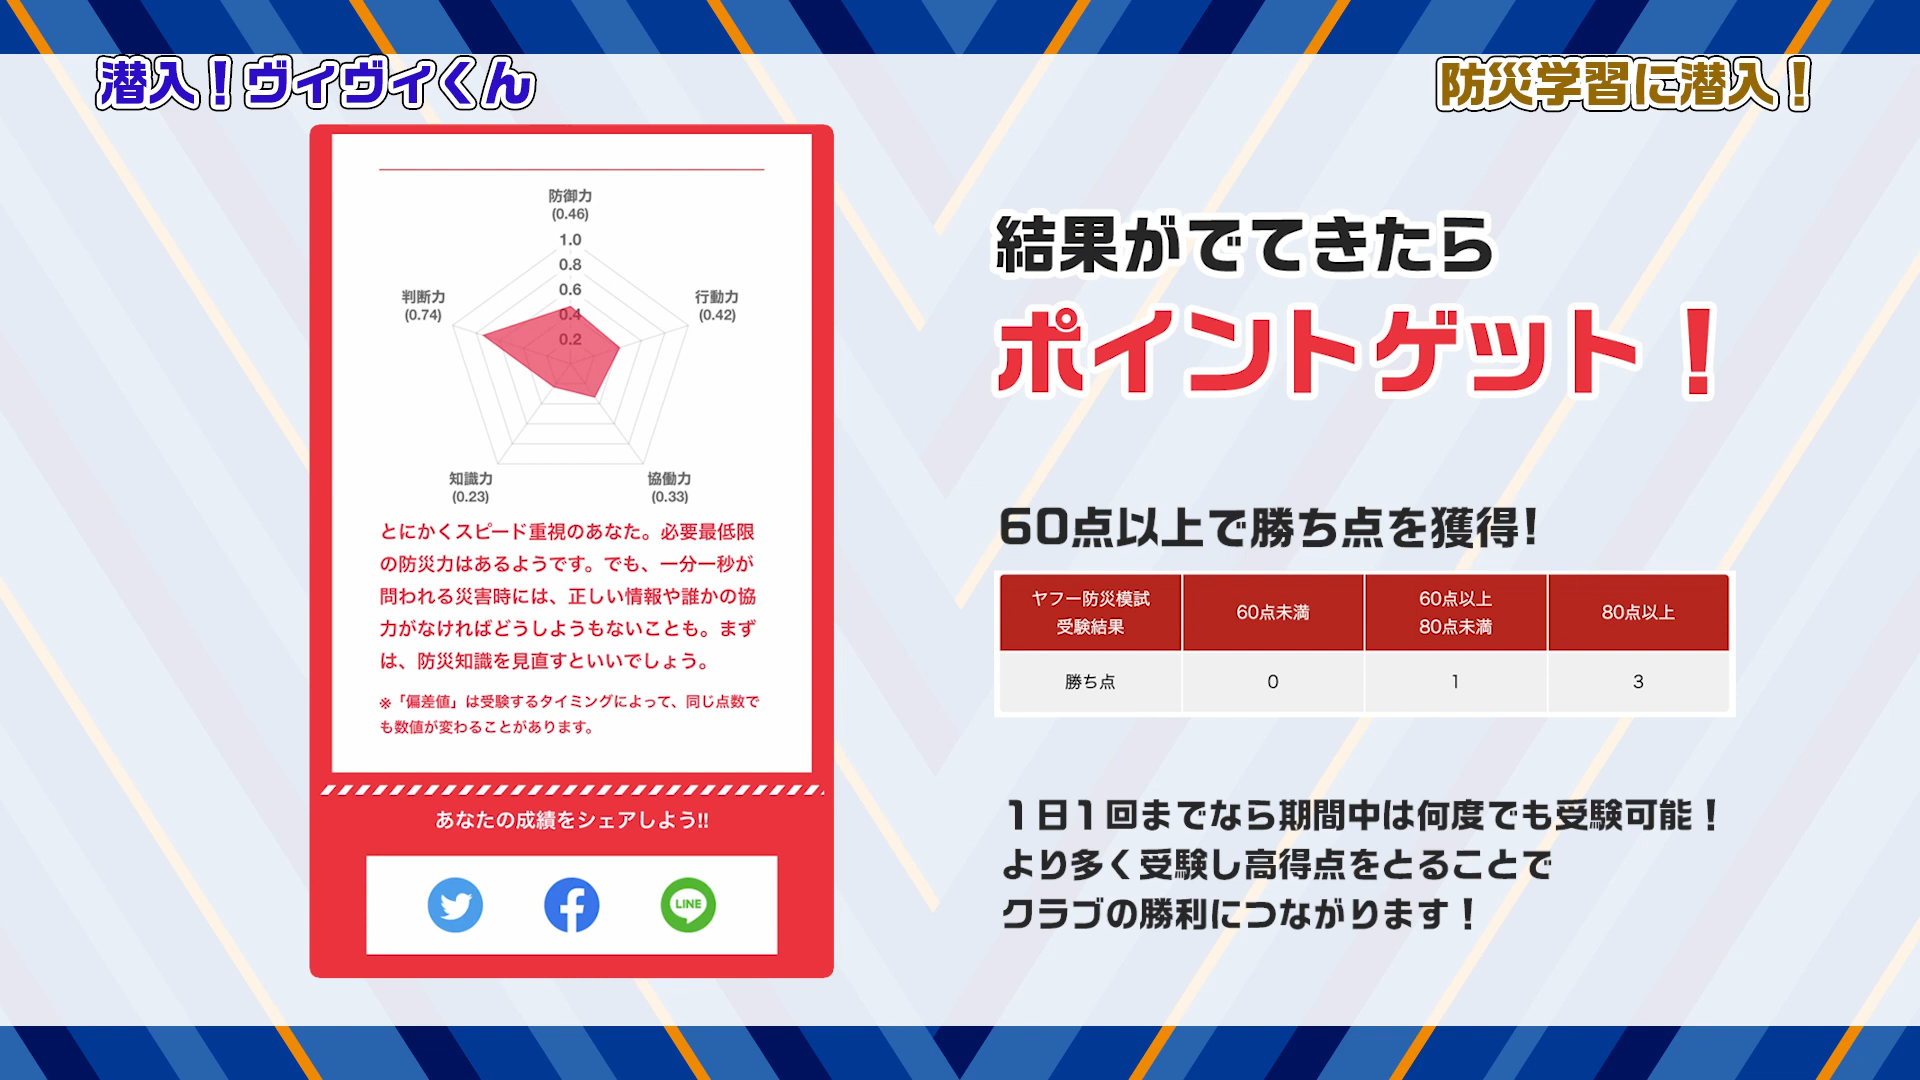 潜入！ヴィヴィくん
防災学習に潜入！
防御力
(0.46)
1.0
0.8
0.6
0.4
0.2
判断力
(0.74)
行動力
(0.42)
知識力
(0.23)
協働力
(0.33)
とにかくスピード重視のあなた。必要最低限
の防災力はあるようです。でも、一分一秒が
問われる災害時には、正しい情報や誰かの協
力がなければどうしようもないことも。まず
は、防災知識を見直すといいでしょう。
※「偏差値」は受験するタイミングによって、同じ点数で
も数値が変わることがあります。
あなたの成績をシェアしよう!!
LINE
結果がでてきたら
ポイントゲット！
60点以上で勝ち点を獲得!
ヤフー防災模試
受験結果
60点未満
60点以上
80点未満
80点以上
勝ち点
0
1
3
１日１回までなら期間中は何度でも受験可能！
より多く受験し高得点をとることで
クラブの勝利につながります！